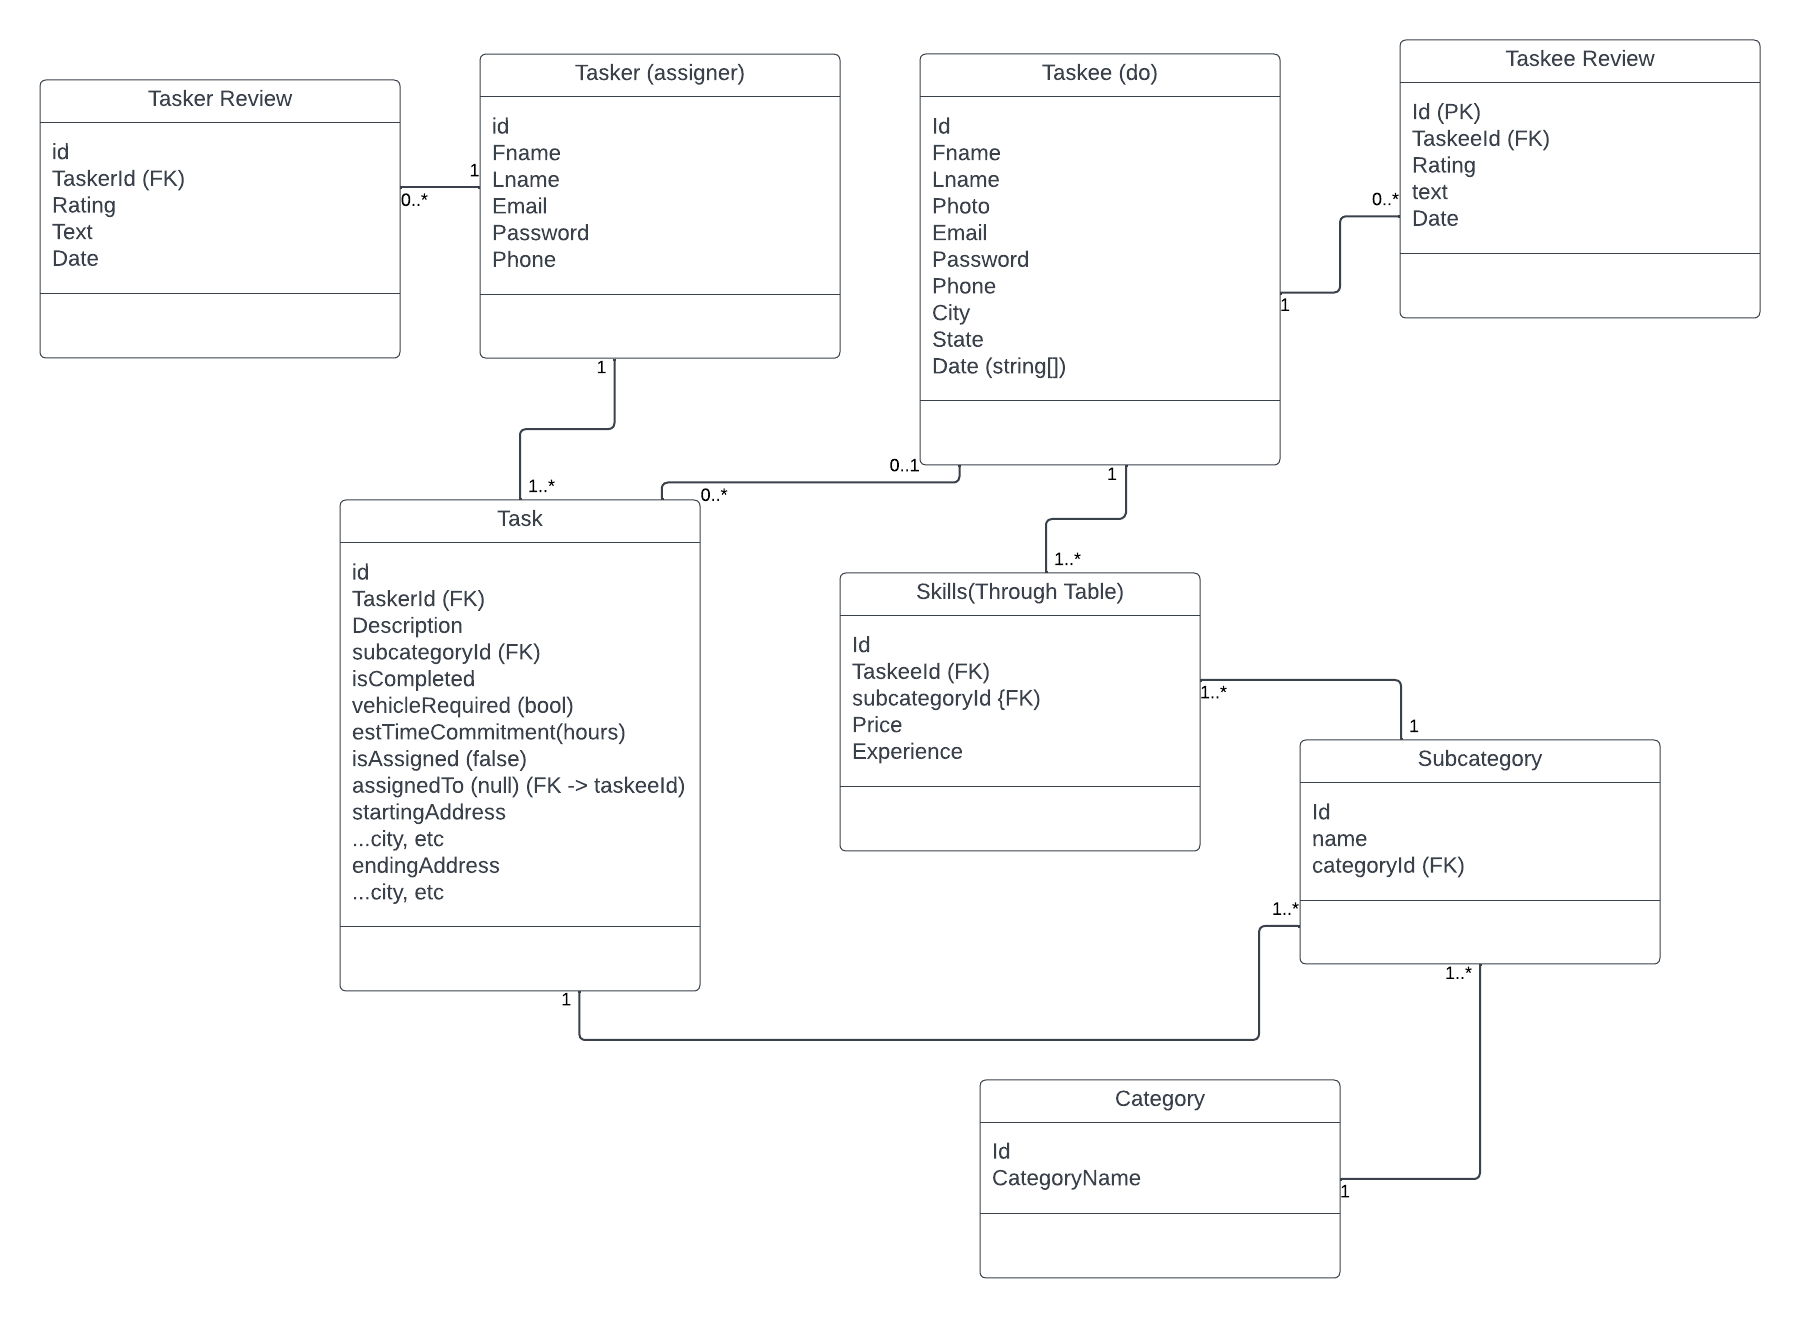 Tasker Review
id
TaskerId (FK)
Rating
Text
Date
1
0..*
Tasker (assigner)
id
Fname
Lname
Email
Password
Phone
1
1..*
Taskee (do)
Id
Fname
Lname
Photo
Email
Password
Phone
City
State
Date (string[])
0..1
0..*
1
1..*
Taskee Review
Id (PK)
TaskeeId (FK)
Rating
text
Date
0..*
1
Task
id
TaskerId (FK)
Description
subcategoryId (FK)
isCompleted
vehicleRequired (bool)
estTimeCommitment(hours)
isAssigned (false)
assignedTo (null) (FK -> taskeeId)
startingAddress
...city, etc
endingAddress
...city, etc
1
Skills(Through Table)
Id
TaskeeId (FK)
subcategoryId {FK)
Price
Experience
1..*
1
Subcategory
Id
name
categoryId (FK)
1..*
1..*
Category
Id
CategoryName
1